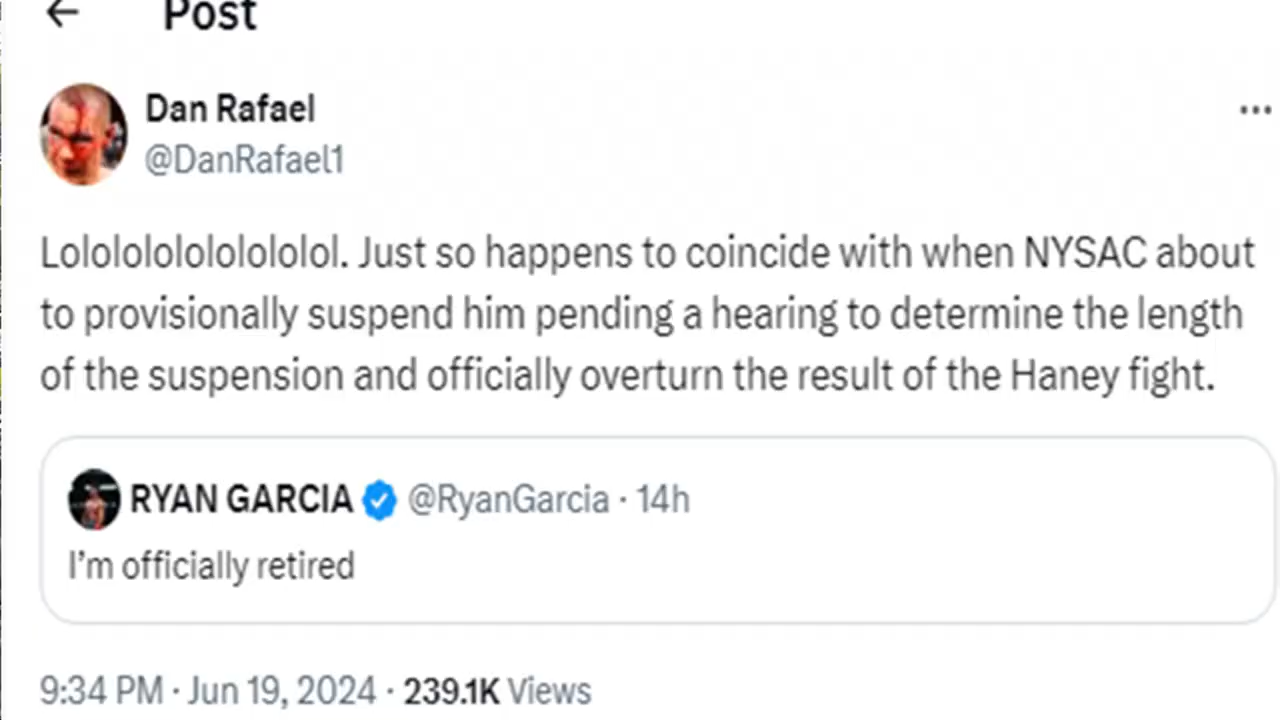 Post
Dan Rafael
@DanRafael1
Lolololololololol. Just so happens to coincide with when NYSAC about
to provisionally suspend him pending a hearing to determine the length
of the suspension and officially overturn the result of the Haney fight.
RYAN GARCIA @RyanGarcia · 14h
I'm officially retired
9:34 PM · Jun 19, 2024 · 239.1K Views